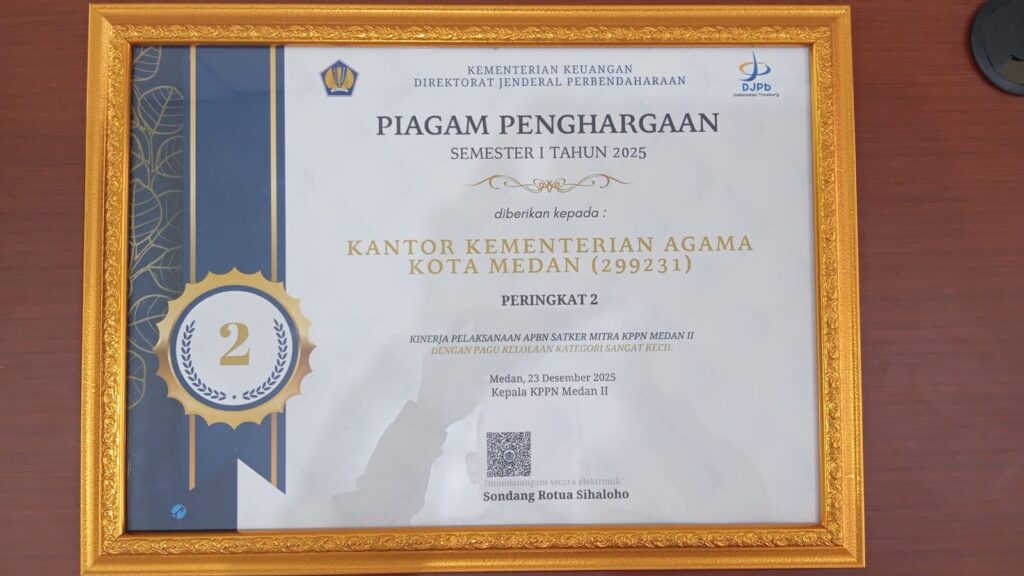 KEMENTERIAN KEUANGAN
DIREKTORAT JENDERAL PERBENDAHARAAN
DJPb
Indonesian Treasury
PIAGAM PENGHARGAAN
SEMESTER I TAHUN 2025
diberikan kepada :
KANTOR KEMENTERIAN AGAMA
KOTA MEDAN (299231)
PERINGKAT 2
2
KINERJA PELAKSANAAN APBN SATKER MITRA KPPN MEDAN II
DENGAN PAGU KELOLAAN KATEGORI SANGAT KECIL
Medan, 23 Desember 2025
Kepala KPPN Medan II
Ditandatangani secara elektronik
Sondang Rotua Sihaloho